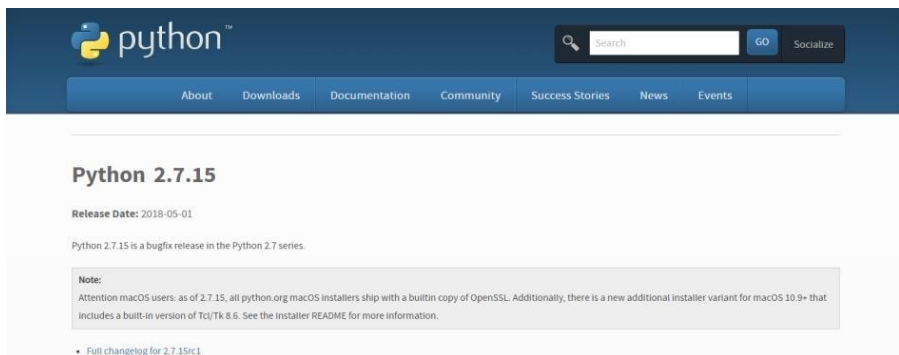 python™
Search
GO
Socialize
About Downloads Documentation Community Success Stories News Events
Python 2.7.15
Release Date: 2018-05-01
Python 2.7.15 is a bugfix release in the Python 2.7 series.
Note:
Attention macOS users: as of 2.7.15, all python.org macOS installers ship with a builtin copy of OpenSSL. Additionally, there is a new additional installer variant for macOS 10.9+ that
includes a built-in version of Tcl/Tk 8.6. See the installer README for more information.
• Full changelog for 2.7.15rc1